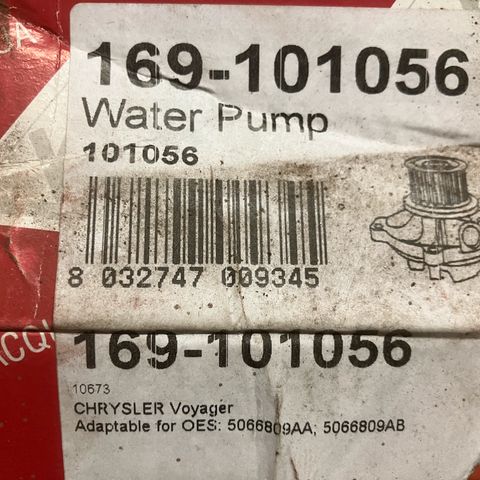 169-101056
Water Pump
101056
8 032747 009345
169-101056
10673
CHRYSLER Voyager
Adaptable for OES: 5066809AA; 5066809AB